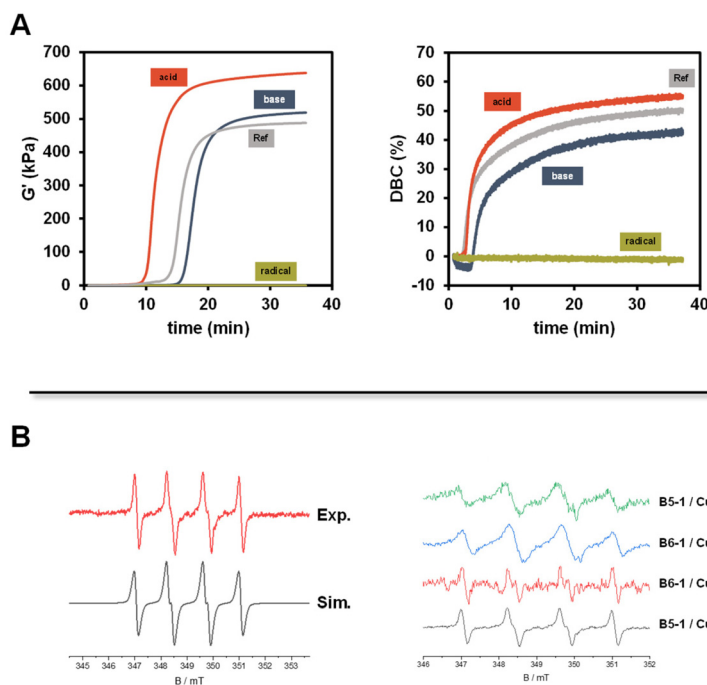 A
700
600
500
400
300
200
100
0
G' (kPa)
acid
base
Ref
radical
0 10 20 30 40
time (min)
70
60
50
40
30
20
10
0
-10
DBC (%)
Ref
acid
base
radical
0 10 20 30 40
time (min)
B
Exp.
Sim.
345 346 347 348 349 350 351 352 353
B / mT
B5-1 / Cu
B6-1 / Cu
B6-1 / Cu
B5-1 / Cu
346 347 348 349 350 351 352
B / mT